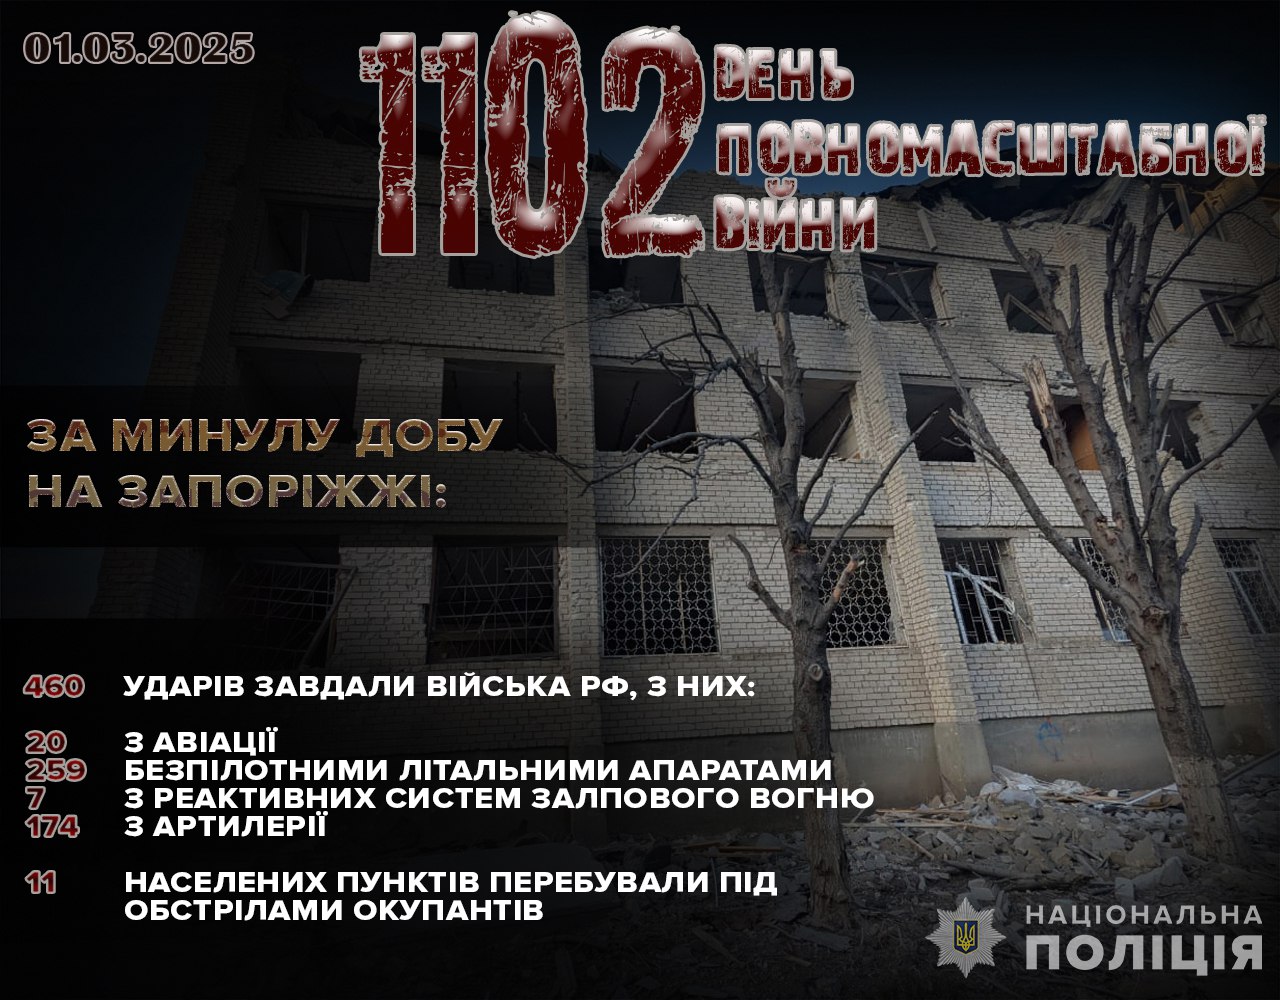 01.03.2025
1102
ДЕНЬ
ПОВНОМАСШТАБНОЇ
ВІЙНИ
ЗА МИНУЛУ ДОБУ
НА ЗАПОРІЖЖІ:
460 УДАРІВ ЗАВДАЛИ ВІЙСЬКА РФ, З НИХ:
20 З АВІАЦІЇ
259 БЕЗПІЛОТНИМИ ЛІТАЛЬНИМИ АПАРАТАМИ
7 З РЕАКТИВНИХ СИСТЕМ ЗАЛПОВОГО ВОГНЮ
174 З АРТИЛЕРІЇ
11 НАСЕЛЕНИХ ПУНКТІВ ПЕРЕБУВАЛИ ПІД
ОБСТРІЛАМИ ОКУПАНТІВ
НАЦІОНАЛЬНА
ПОЛІЦІЯ